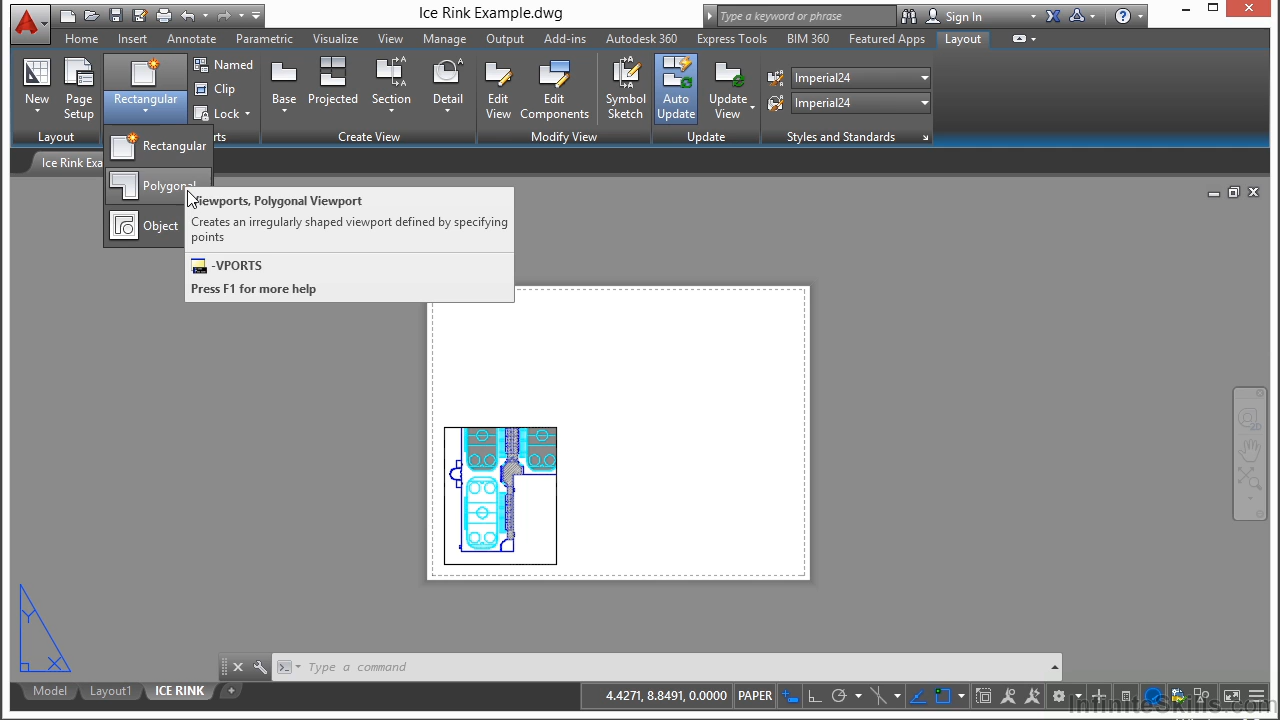 Ice Rink Example.dwg
Type a keyword or phrase
Sign In
Home Insert Annotate Parametric Visualize View Manage Output Add-ins Autodesk 360 Express Tools BIM 360 Featured Apps Layout
New
Page Setup
Rectangular
Named
Clip
Lock
Base
Projected
Section
Detail
Edit View
Edit Components
Symbol Sketch
Auto Update
Update View
Imperial24
Imperial24
Layout
Create View
Modify View
Update
Styles and Standards
Rectangular
Polygonal
Object
Viewports, Polygonal Viewport
Creates an irregularly shaped viewport defined by specifying
points
-VPORTS
Press F1 for more help
Y
X
Type a command
Model Layout1 ICE RINK
4.4271, 8.8491, 0.0000 PAPER
InfiniteSkills.com